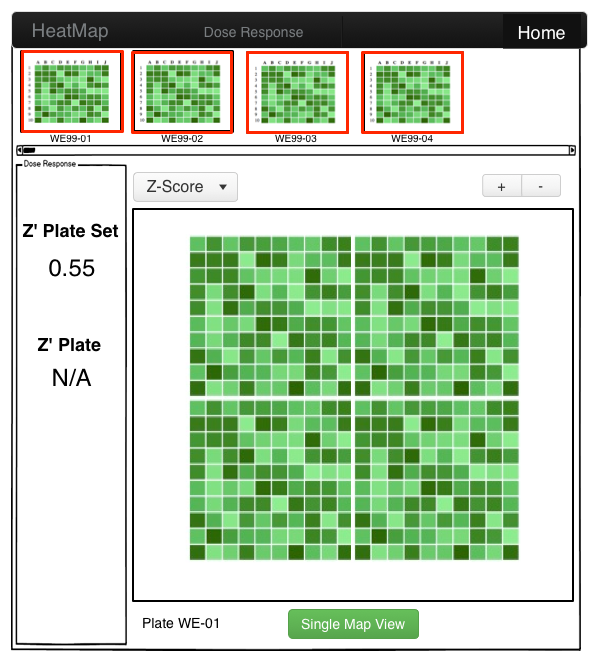 HeatMap Dose Response Home
A B C D E F G H I J
A B C D E F G H I J
A B C D E F G H I J
A B C D E F G H I J
WE99-01 WE99-02 WE99-03 WE99-04
Dose Response
Z-Score
+ -
Z' Plate Set
0.55
Z' Plate
N/A
Plate WE-01
Single Map View